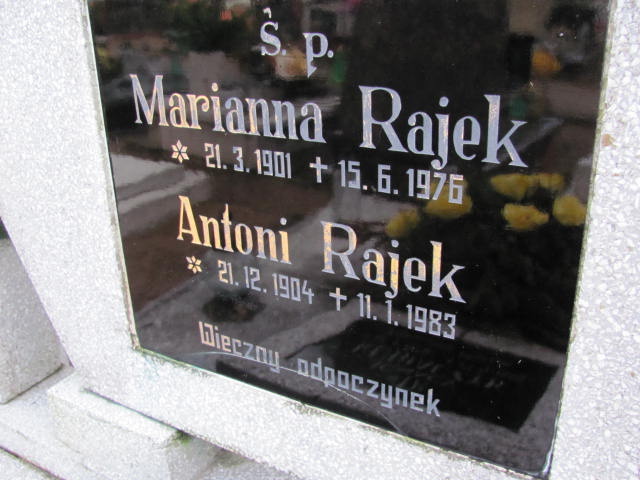 Ś. p.
Marianna Rajek
* 21. 3. 1901 + 15. 6. 1976
Antoni Rajek
* 21. 12. 1904 + 11. 1. 1983
Wieczny odpoczynek